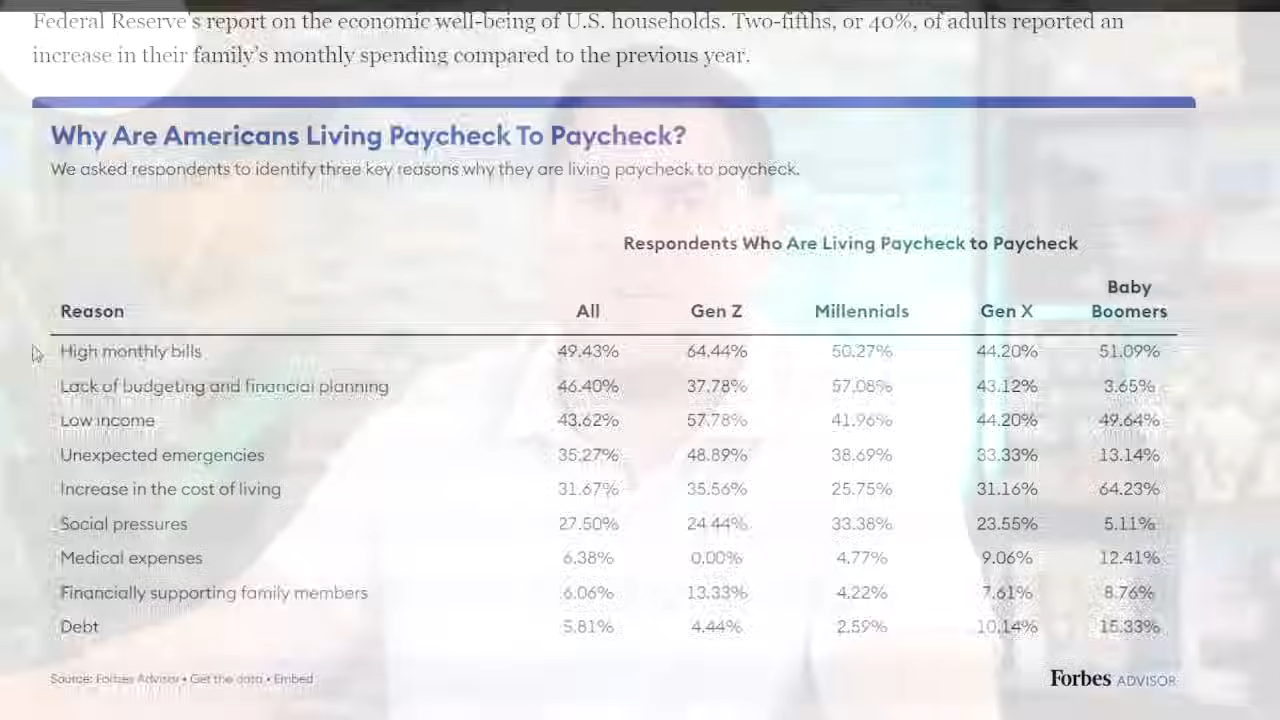 Federal Reserve's report on the economic well-being of U.S. households. Two-fifths, or 40%, of adults reported an
increase in their family's monthly spending compared to the previous year.
Why Are Americans Living Paycheck To Paycheck?
We asked respondents to identify three key reasons why they are living paycheck to paycheck.
Respondents Who Are Living Paycheck to Paycheck
Reason All Gen Z Millennials Gen X Baby Boomers
High monthly bills 49.43% 64.44% 50.27% 44.20% 51.09%
Lack of budgeting and financial planning 46.40% 37.78% 57.08% 43.12% 3.65%
Low income 43.62% 57.78% 41.96% 44.20% 49.64%
Unexpected emergencies 35.27% 48.89% 38.69% 33.33% 13.14%
Increase in the cost of living 31.67% 35.56% 25.75% 31.16% 64.23%
Social pressures 27.50% 24.44% 33.38% 23.55% 5.11%
Medical expenses 6.38% 0.00% 4.77% 9.06% 12.41%
Financially supporting family members 6.06% 13.33% 4.22% 7.61% 8.76%
Debt 5.81% 4.44% 2.59% 10.14% 15.33%
Source: Forbes Advisor • Get the data • Embed
Forbes ADVISOR